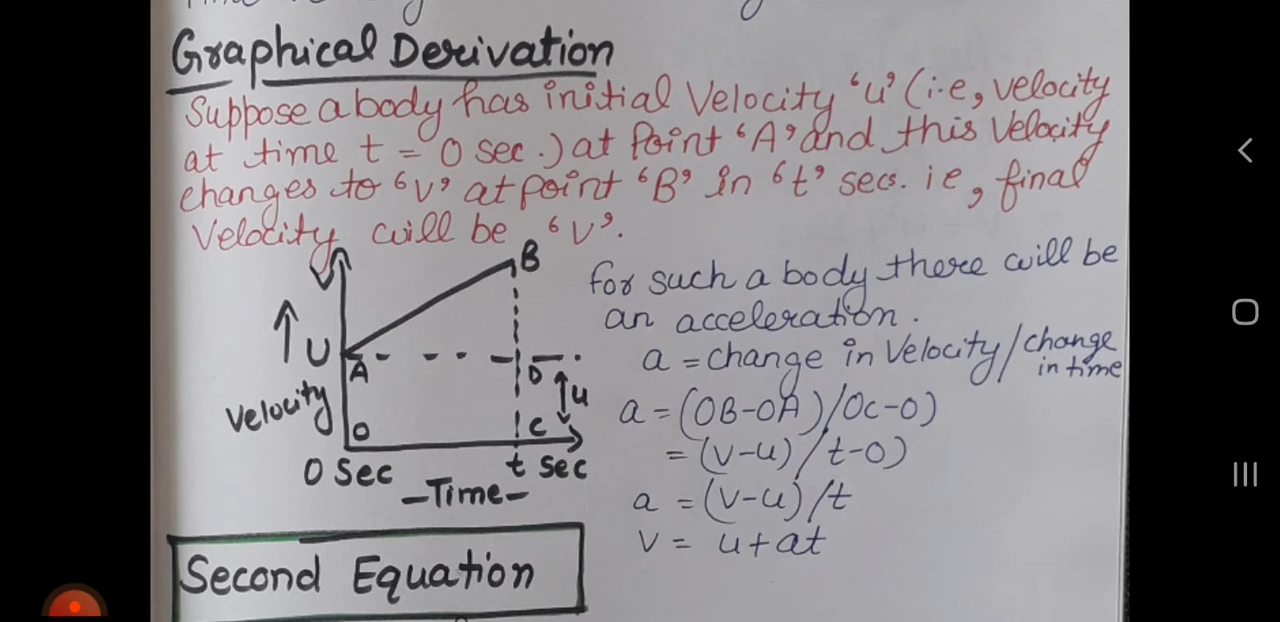 Graphical Derivation
Suppose a body has initial Velocity 'u' (i.e, velocity
at time t = 0 sec.) at Point 'A' and this Velocity
changes to 'v' at point 'B' in 't' secs. ie, final
Velocity will be 'v'.
V
B
for such a body there will be
an acceleration.
U
A
D
u
a = change in Velocity/change
in time
Velocity
O
C
a = (OB-OA)/OC-O)
= (v-u)/t-0)
0 Sec
t Sec
-Time-
a = (v-u)/t
v = u+at
Second Equation